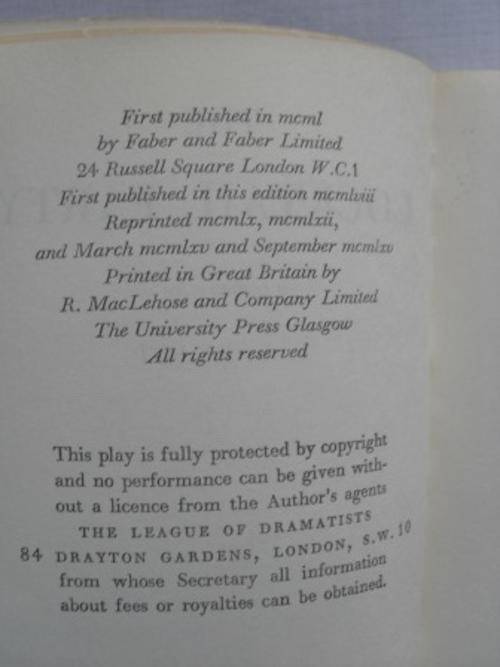 First published in mcml
by Faber and Faber Limited
24 Russell Square London W.C.1
First published in this edition mcmlviii
Reprinted mcmlx, mcmlxii,
and March mcmlxv and September mcmlxv
Printed in Great Britain by
R. MacLehose and Company Limited
The University Press Glasgow
All rights reserved
This play is fully protected by copyright
and no performance can be given with-
out a licence from the Author's agents
THE LEAGUE OF DRAMATISTS
84 DRAYTON GARDENS, LONDON, S.W.10
from whose Secretary all information
about fees or royalties can be obtained.